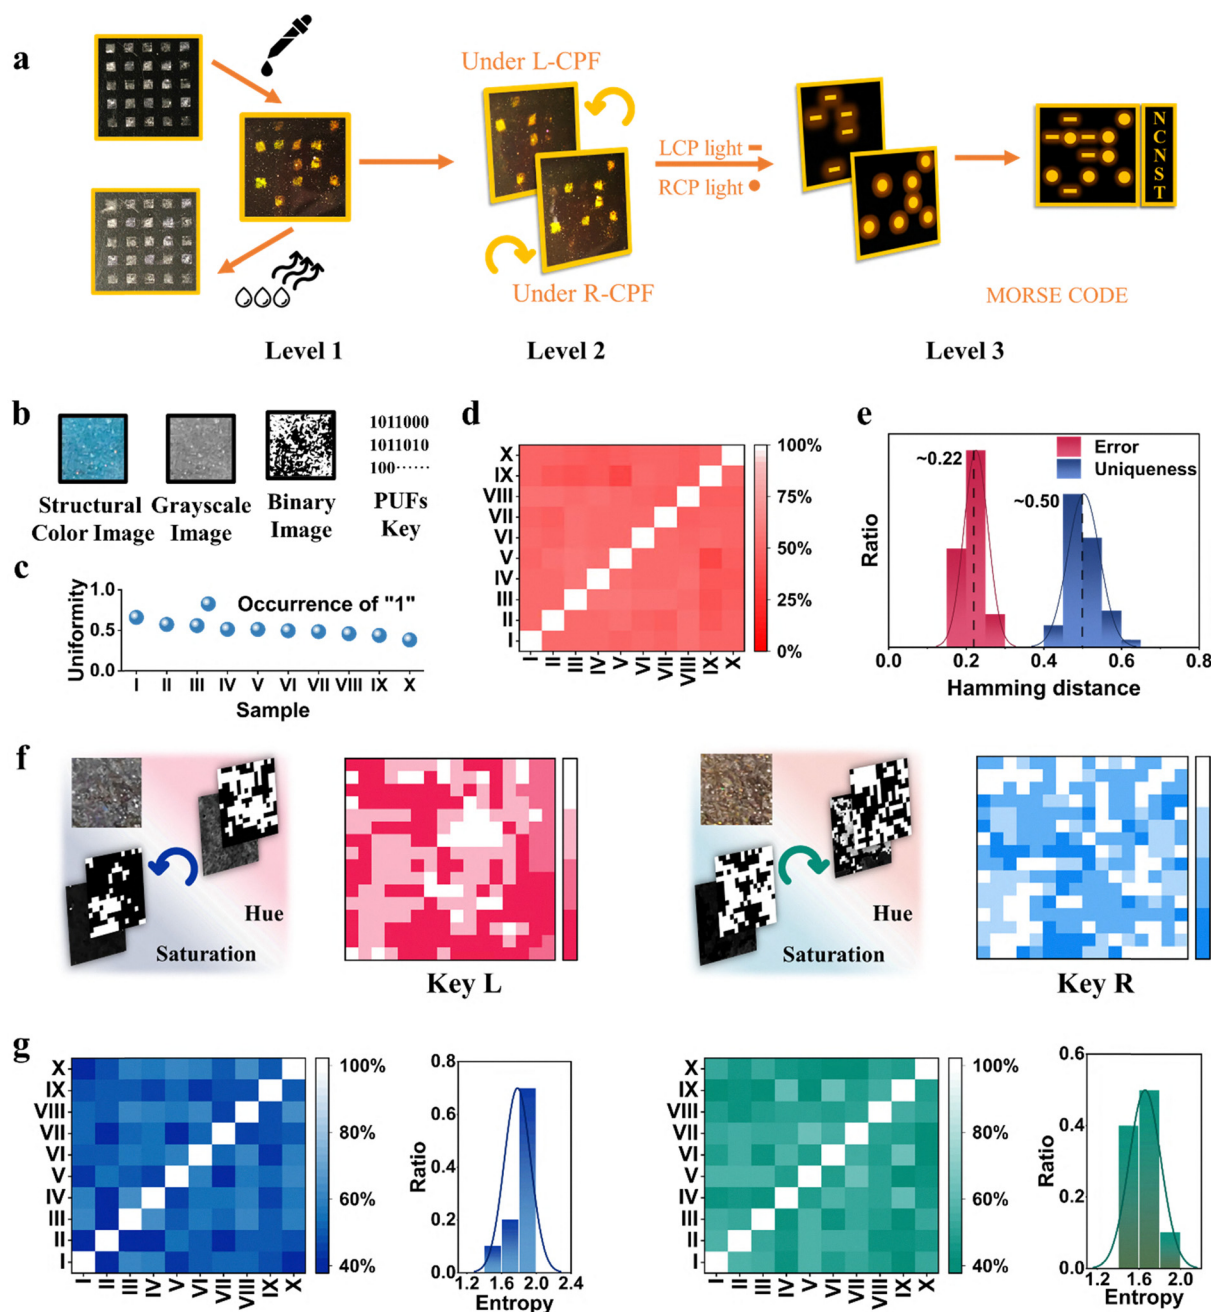 a
Under L-CPF
LCP light
RCP light
Under R-CPF
N
C
N
S
T
MORSE CODE
Level 1
Level 2
Level 3
b
1011000
1011010
100······
Structural
Color Image
Grayscale
Image
Binary
Image
PUFs
Key
c
Uniformity
1.0
0.5
0.0
Occurrence of "1"
I II III IV V VI VII VIII IX X
Sample
d
X
IX
VIII
VII
VI
V
IV
III
II
I
I II III IV V VI VII VIII IX X
100%
75%
50%
25%
0%
e
Ratio
~0.22
~0.50
Error
Uniqueness
0.0 0.2 0.4 0.6 0.8
Hamming distance
f
Hue
Saturation
Key L
Hue
Saturation
Key R
g
X
IX
VIII
VII
VI
V
IV
III
II
I
I II III IV V VI VII VIII IX X
100%
80%
60%
40%
Ratio
0.8
0.6
0.4
0.2
0.0
1.2 1.6 2.0 2.4
Entropy
X
IX
VIII
VII
VI
V
IV
III
II
I
I II III IV V VI VII VIII IX X
100%
80%
60%
40%
Ratio
0.6
0.4
0.2
0.0
1.2 1.6 2.0
Entropy